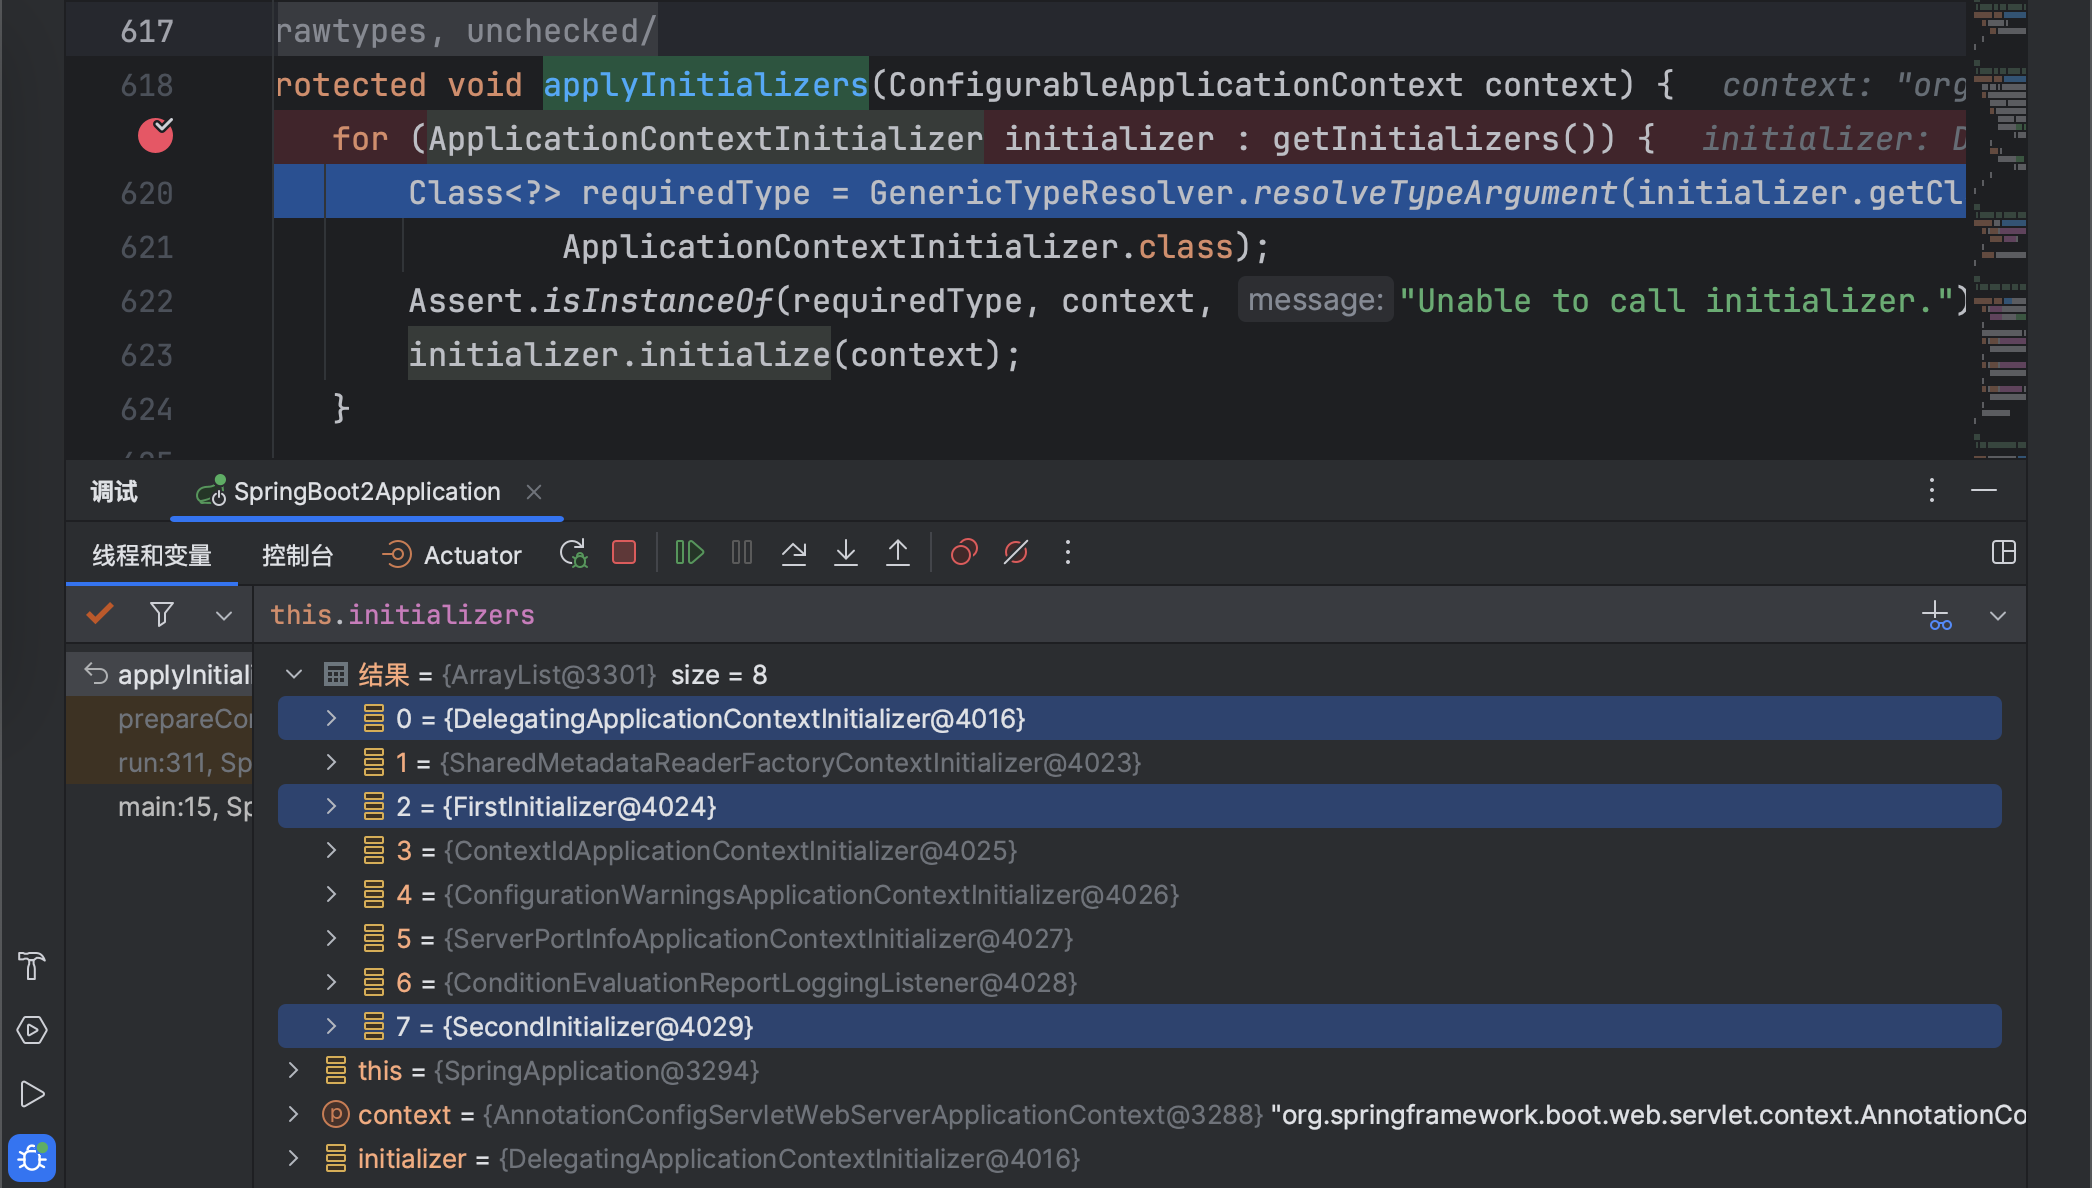 617 rawtypes, unchecked/
618 rotected void applyInitializers(ConfigurableApplicationContext context) { context: "org
for (ApplicationContextInitializer initializer : getInitializers()) { initializer: D
620 Class<?> requiredType = GenericTypeResolver.resolveTypeArgument(initializer.getCl
621 ApplicationContextInitializer.class);
622 Assert.isInstanceOf(requiredType, context, message: "Unable to call initializer.")
623 initializer.initialize(context);
624 }
调试 SpringBoot2Application
线程和变量 控制台 Actuator
this.initializers
applyInitiali
prepareCon
run:311, Sp
main:15, Sp
结果 = {ArrayList@3301} size = 8
0 = {DelegatingApplicationContextInitializer@4016}
1 = {SharedMetadataReaderFactoryContextInitializer@4023}
2 = {FirstInitializer@4024}
3 = {ContextIdApplicationContextInitializer@4025}
4 = {ConfigurationWarningsApplicationContextInitializer@4026}
5 = {ServerPortInfoApplicationContextInitializer@4027}
6 = {ConditionEvaluationReportLoggingListener@4028}
7 = {SecondInitializer@4029}
this = {SpringApplication@3294}
context = {AnnotationConfigServletWebServerApplicationContext@3288} "org.springframework.boot.web.servlet.context.AnnotationCo
initializer = {DelegatingApplicationContextInitializer@4016}